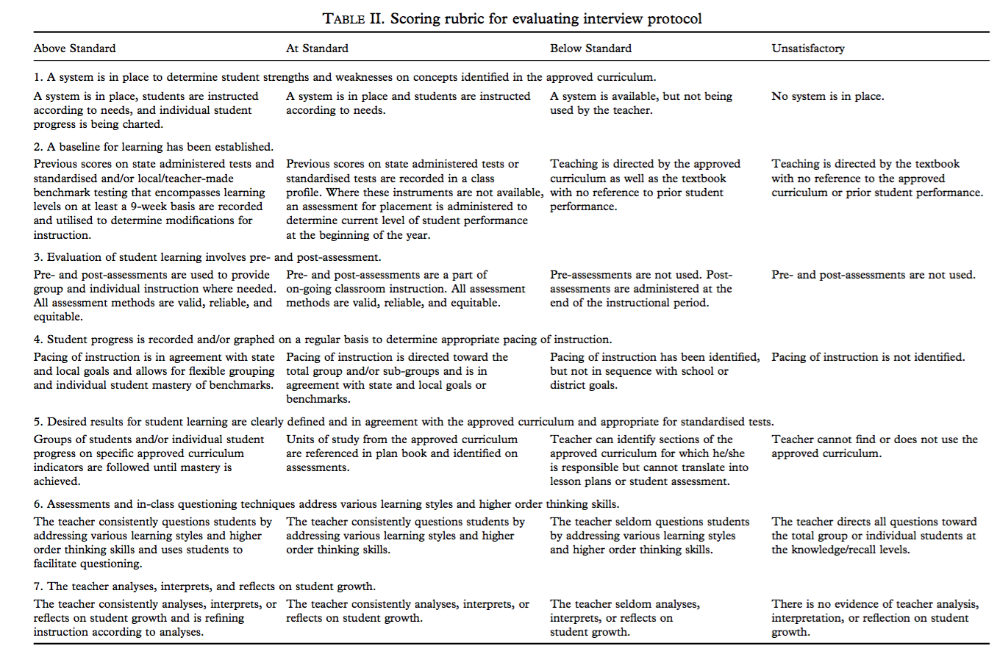 TABLE II. Scoring rubric for evaluating interview protocol
Above Standard At Standard Below Standard Unsatisfactory
1. A system is in place to determine student strengths and weaknesses on concepts identified in the approved curriculum.
A system is in place, students are instructed
according to needs, and individual student
progress is being charted.
A system is in place and students are instructed
according to needs.
A system is available, but not being
used by the teacher.
No system is in place.
2. A baseline for learning has been established.
Previous scores on state administered tests and
standardised and/or local/teacher-made
benchmark testing that encompasses learning
levels on at least a 9-week basis are recorded
and utilised to determine modifications for
instruction.
Previous scores on state administered tests or
standardised tests are recorded in a class
profile. Where these instruments are not available,
an assessment for placement is administered to
determine current level of student performance
at the beginning of the year.
Teaching is directed by the approved
curriculum as well as the textbook
with no reference to prior student
performance.
Teaching is directed by the textbook
with no reference to the approved
curriculum or prior student performance.
3. Evaluation of student learning involves pre- and post-assessment.
Pre- and post-assessments are used to provide
group and individual instruction where needed.
All assessment methods are valid, reliable, and
equitable.
Pre- and post-assessments are a part of
on-going classroom instruction. All assessment
methods are valid, reliable, and equitable.
Pre-assessments are not used. Post-
assessments are administered at the
end of the instructional period.
Pre- and post-assessments are not used.
4. Student progress is recorded and/or graphed on a regular basis to determine appropriate pacing of instruction.
Pacing of instruction is in agreement with state
and local goals and allows for flexible grouping
and individual student mastery of benchmarks.
Pacing of instruction is directed toward the
total group and/or sub-groups and is in
agreement with state and local goals or
benchmarks.
Pacing of instruction has been identified,
but not in sequence with school or
district goals.
Pacing of instruction is not identified.
5. Desired results for student learning are clearly defined and in agreement with the approved curriculum and appropriate for standardised tests.
Groups of students and/or individual student
progress on specific approved curriculum
indicators are followed until mastery is
achieved.
Units of study from the approved curriculum
are referenced in plan book and identified on
assessments.
Teacher can identify sections of the
approved curriculum for which he/she
is responsible but cannot translate into
lesson plans or student assessment.
Teacher cannot find or does not use the
approved curriculum.
6. Assessments and in-class questioning techniques address various learning styles and higher order thinking skills.
The teacher consistently questions students by
addressing various learning styles and higher
order thinking skills and uses students to
facilitate questioning.
The teacher consistently questions students by
addressing various learning styles and higher
order thinking skills.
The teacher seldom questions students
by addressing various learning styles
and higher order thinking skills.
The teacher directs all questions toward
the total group or individual students at
the knowledge/recall levels.
7. The teacher analyses, interprets, and reflects on student growth.
The teacher consistently analyses, interprets, or
reflects on student growth and is refining
instruction according to analyses.
The teacher consistently analyses, interprets, or
reflects on student growth.
The teacher seldom analyses,
interprets, or reflects on
student growth.
There is no evidence of teacher analysis,
interpretation, or reflection on student
growth.